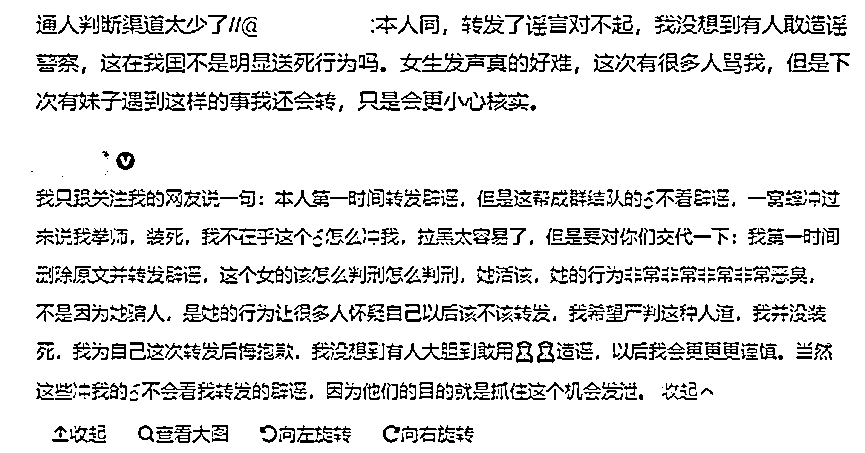 通人判断渠道太少了//@ :本人同，转发了谣言对不起，我没想到有人敢造谣
警察，这在我国不是明显送死行为吗。女生发声真的好难，这次有很多人骂我，但是下
次有妹子遇到这样的事我还会转，只是会更小心核实。
我只跟关注我的网友说一句：本人第一时间转发辟谣，但是这帮成群结队的6不看辟谣，一窝蜂冲过
来说我拳师，装死，我不在乎这个6怎么冲我，拉黑太容易了，但是要对你们交代一下：我第一时间
删除原文并转发辟谣，这个女的该怎么判刑怎么判刑，她活该，她的行为非常非常非常非常恶臭，
不是因为她骗人，是她的行为让很多人怀疑自己以后该不该转发，我希望严判这种人渣，我并没装
死，我为自己这次转发后悔抱歉，我没想到有人大胆到敢用造谣，以后我会更更更谨慎。当然
这些冲我的6不会看我转发的辟谣，因为他们的目的就是抓住这个机会发泄。 收起
收起 查看大图 向左旋转 向右旋转